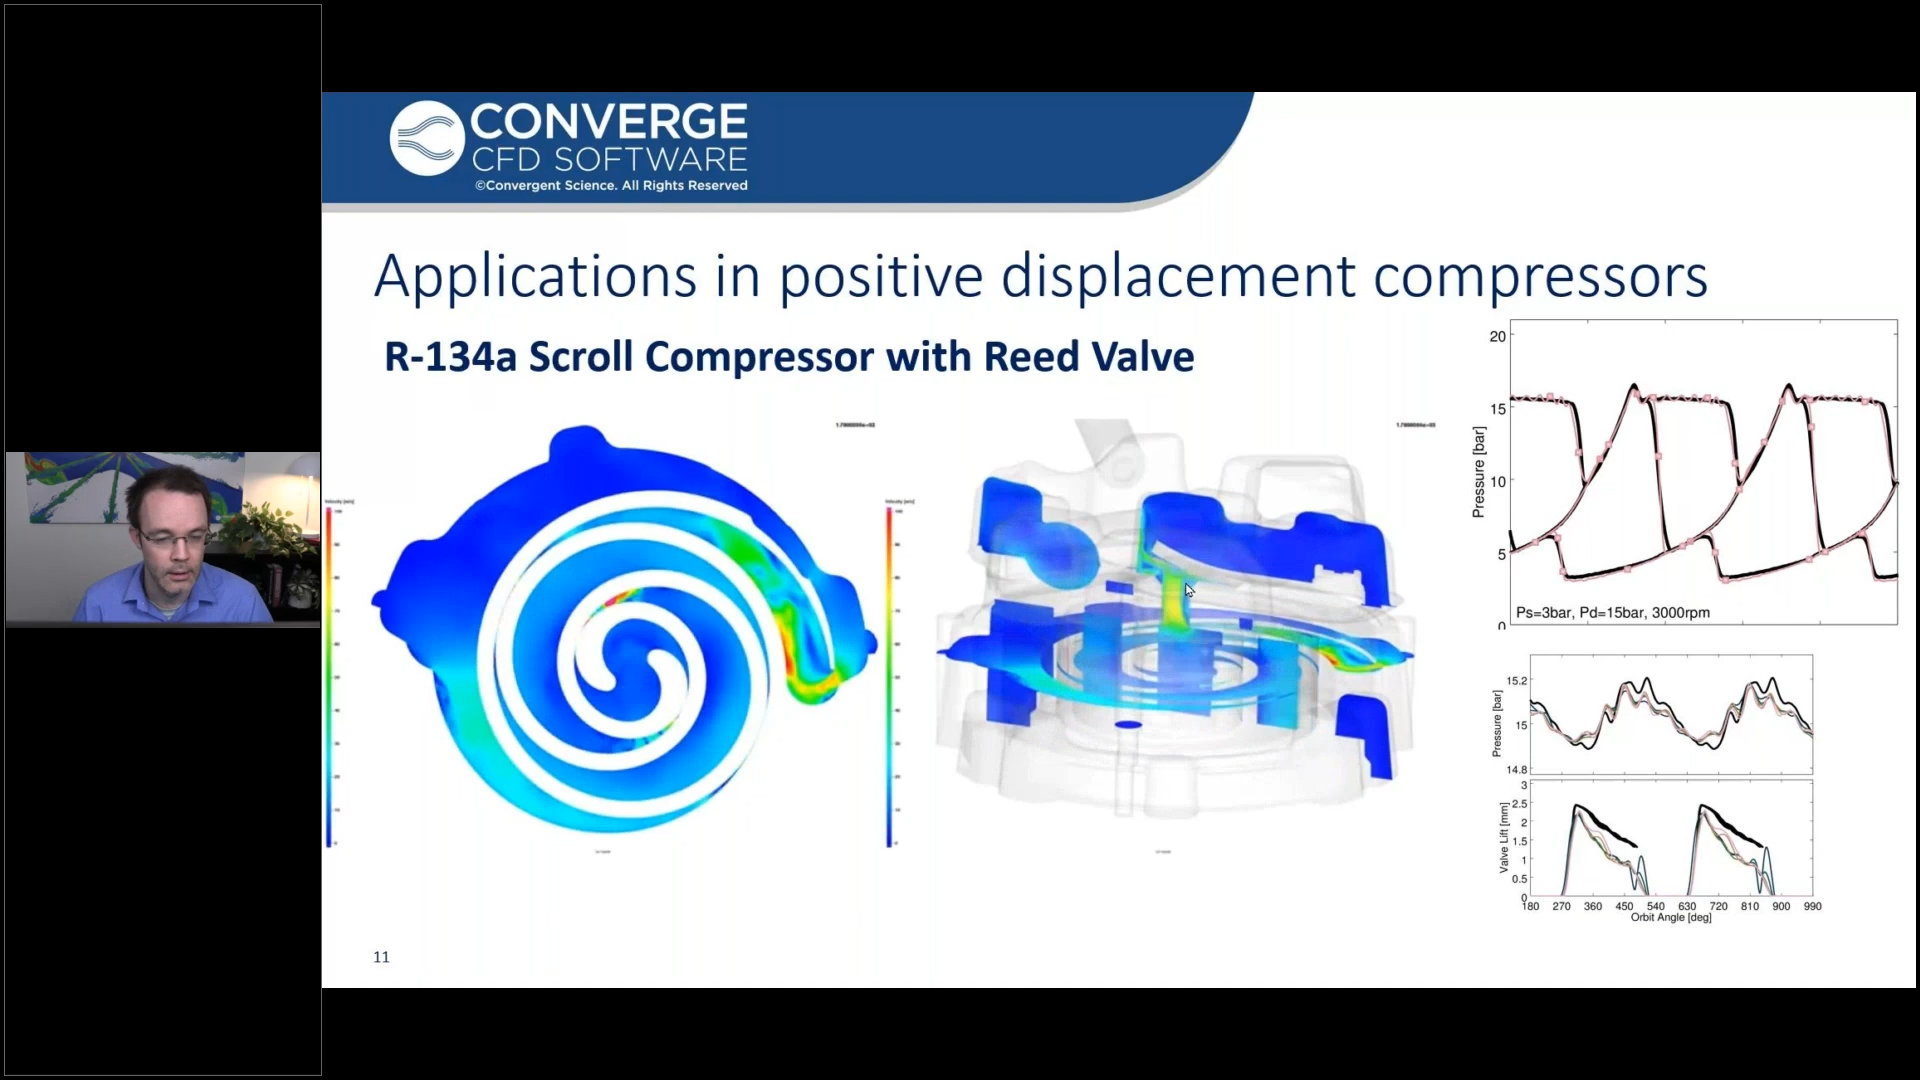 CONVERGE
CFD SOFTWARE
©Convergent Science. All Rights Reserved
Applications in positive displacement compressors
R-134a Scroll Compressor with Reed Valve
Velocity [m/s]
Velocity [m/s]
20
15
10
5
0
Pressure [bar]
Ps=3bar, Pd=15bar, 3000rpm
15.2
15
14.8
Pressure [bar]
3
2.5
2
1.5
1
0.5
0
Valve Lift [mm]
180 270 360 450 540 630 720 810 900 990
Orbit Angle [deg]
11